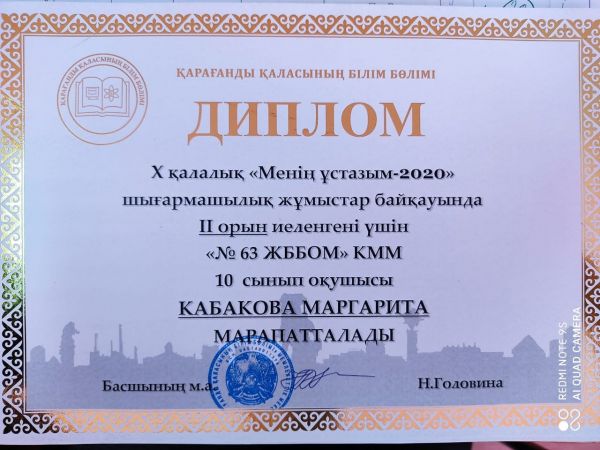 ҚАРАҒАНДЫ ҚАЛАСЫНЫҢ БІЛІМ БӨЛІМІ
ДИПЛОМ
X қалалық «Менің ұстазым-2020»
шығармашылық жұмыстар байқауында
II орын иеленгені үшін
«№ 63 ЖББОМ» КММ
10 сынып оқушысы
КАБАКОВА МАРГАРИТА
МАРАПАТТАЛАДЫ
Басшының м.а
Н.Головина
REDMI NOTE 9S
AI QUAD CAMERA